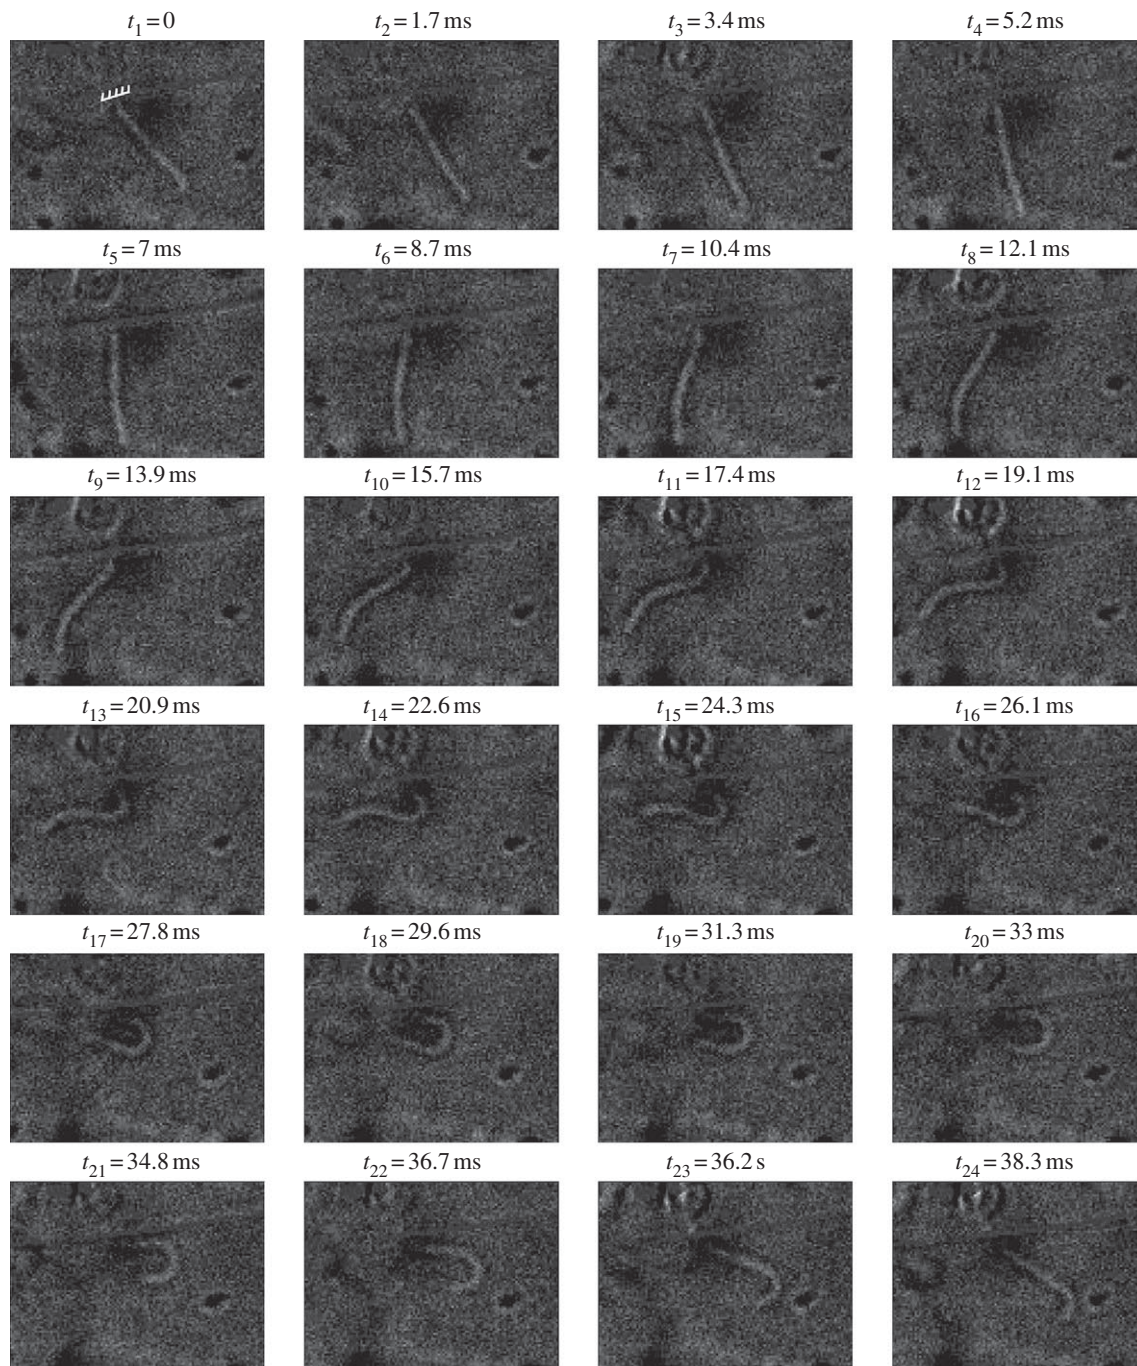 t₁ = 0 t₂ = 1.7 ms t₃ = 3.4 ms t₄ = 5.2 ms
t₅ = 7 ms t₆ = 8.7 ms t₇ = 10.4 ms t₈ = 12.1 ms
t₉ = 13.9 ms t₁₀ = 15.7 ms t₁₁ = 17.4 ms t₁₂ = 19.1 ms
t₁₃ = 20.9 ms t₁₄ = 22.6 ms t₁₅ = 24.3 ms t₁₆ = 26.1 ms
t₁₇ = 27.8 ms t₁₈ = 29.6 ms t₁₉ = 31.3 ms t₂₀ = 33 ms
t₂₁ = 34.8 ms t₂₂ = 36.7 ms t₂₃ = 36.2 s t₂₄ = 38.3 ms